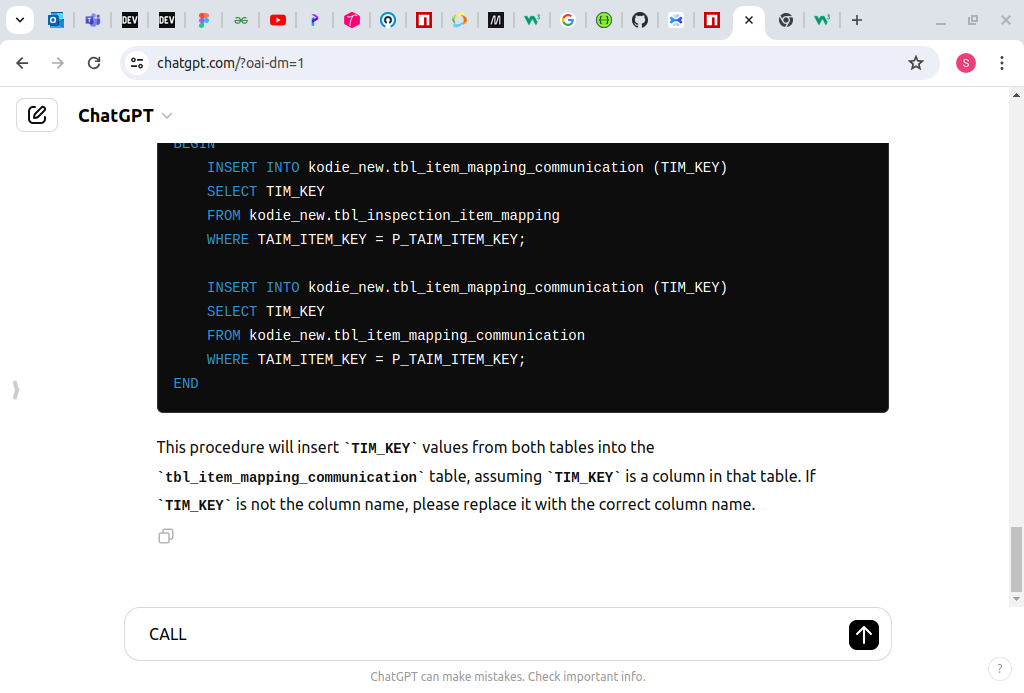 DEV
DEV
chatgpt.com/?oai-dm=1
S
ChatGPT
BEGIN
INSERT INTO kodie_new.tbl_item_mapping_communication (TIM_KEY)
SELECT TIM_KEY
FROM kodie_new.tbl_inspection_item_mapping
WHERE TAIM_ITEM_KEY = P_TAIM_ITEM_KEY;
INSERT INTO kodie_new.tbl_item_mapping_communication (TIM_KEY)
SELECT TIM_KEY
FROM kodie_new.tbl_item_mapping_communication
WHERE TAIM_ITEM_KEY = P_TAIM_ITEM_KEY;
END
This procedure will insert `TIM_KEY` values from both tables into the
`tbl_item_mapping_communication` table, assuming `TIM_KEY` is a column in that table. If
`TIM_KEY` is not the column name, please replace it with the correct column name.
CALL
ChatGPT can make mistakes. Check important info.
?